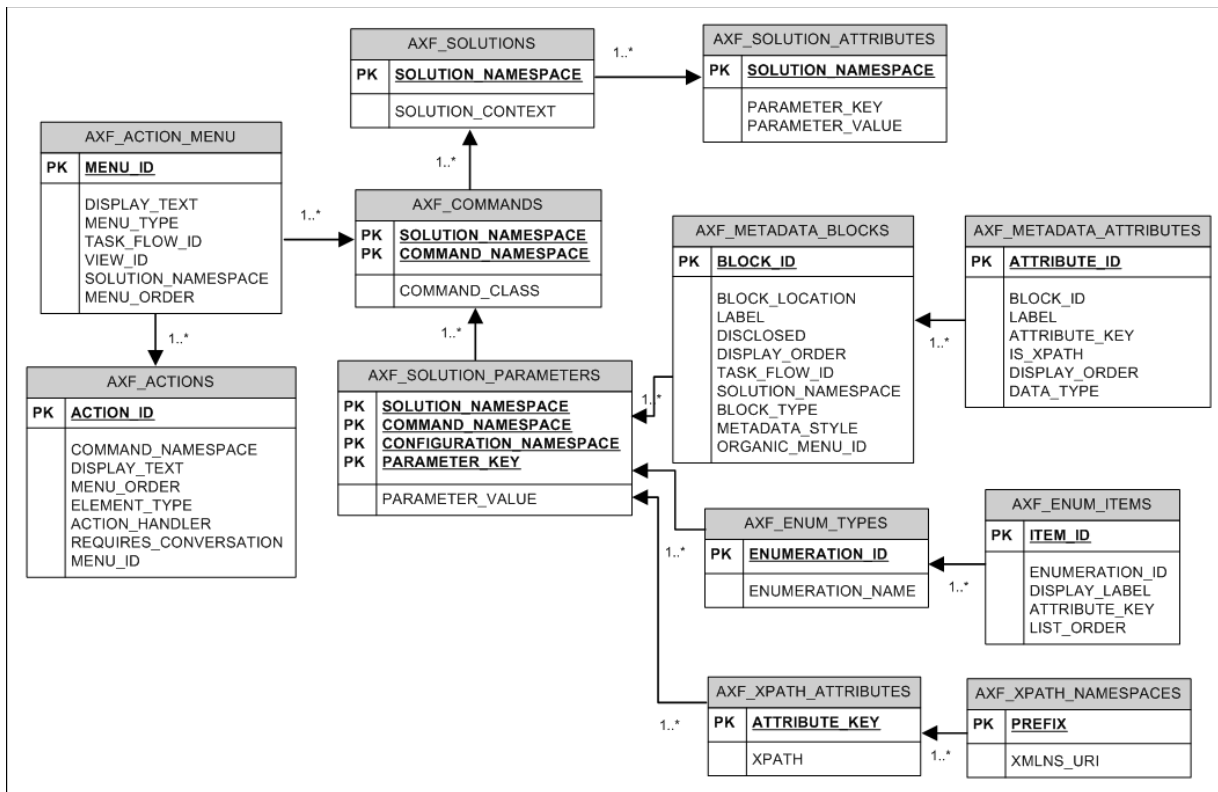 AXF_SOLUTIONS
PK SOLUTION_NAMESPACE
SOLUTION_CONTEXT
1..*
AXF_SOLUTION_ATTRIBUTES
PK SOLUTION_NAMESPACE
PARAMETER_KEY
PARAMETER_VALUE
AXF_ACTION_MENU
PK MENU_ID
DISPLAY_TEXT
MENU_TYPE
TASK_FLOW_ID
VIEW_ID
SOLUTION_NAMESPACE
MENU_ORDER
1..*
1..*
AXF_COMMANDS
PK SOLUTION_NAMESPACE
PK COMMAND_NAMESPACE
COMMAND_CLASS
1..*
AXF_METADATA_BLOCKS
PK BLOCK_ID
BLOCK_LOCATION
LABEL
DISCLOSED
DISPLAY_ORDER
TASK_FLOW_ID
SOLUTION_NAMESPACE
BLOCK_TYPE
METADATA_STYLE
ORGANIC_MENU_ID
AXF_METADATA_ATTRIBUTES
PK ATTRIBUTE_ID
BLOCK_ID
LABEL
ATTRIBUTE_KEY
IS_XPATH
DISPLAY_ORDER
DATA_TYPE
1..*
1..*
AXF_ACTIONS
PK ACTION_ID
COMMAND_NAMESPACE
DISPLAY_TEXT
MENU_ORDER
ELEMENT_TYPE
ACTION_HANDLER
REQUIRES_CONVERSATION
MENU_ID
AXF_SOLUTION_PARAMETERS
PK SOLUTION_NAMESPACE
PK COMMAND_NAMESPACE
PK CONFIGURATION_NAMESPACE
PK PARAMETER_KEY
PARAMETER_VALUE
1..*
1..*
AXF_ENUM_TYPES
PK ENUMERATION_ID
ENUMERATION_NAME
1..*
AXF_ENUM_ITEMS
PK ITEM_ID
ENUMERATION_ID
DISPLAY_LABEL
ATTRIBUTE_KEY
LIST_ORDER
1..*
AXF_XPATH_ATTRIBUTES
PK ATTRIBUTE_KEY
XPATH
1..*
AXF_XPATH_NAMESPACES
PK PREFIX
XMLNS_URI